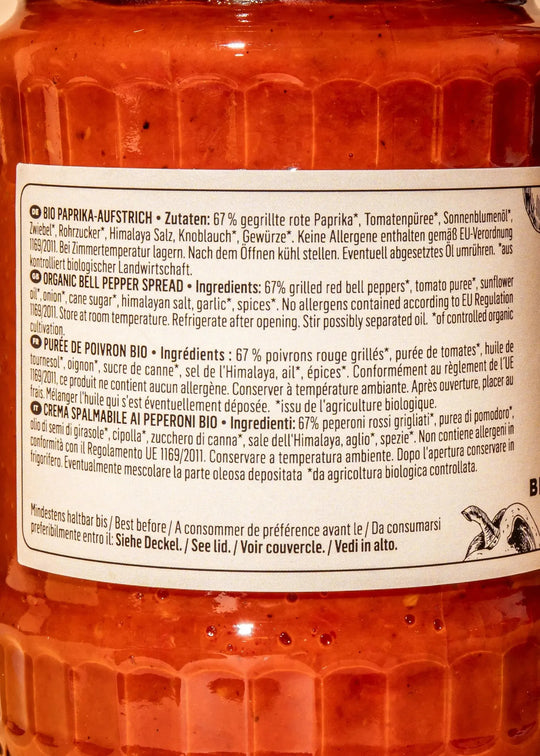 DE BIO PAPRIKA-AUFSTRICH • Zutaten: 67 % gegrillte rote Paprika*, Tomatenpüree*, Sonnenblumenöl*,
Zwiebel*, Rohrzucker*, Himalaya Salz, Knoblauch*, Gewürze*. Keine Allergene enthalten gemäß EU-Verordnung
1169/2011. Bei Zimmertemperatur lagern. Nach dem Öffnen kühl stellen. Eventuell abgesetztes Öl umrühren. *aus
kontrolliert biologischer Landwirtschaft.
GB ORGANIC BELL PEPPER SPREAD • Ingredients: 67% grilled red bell peppers*, tomato puree*, sunflower
oil*, onion*, cane sugar*, himalayan salt, garlic*, spices*. No allergens contained according to EU Regulation
1169/2011. Store at room temperature. Refrigerate after opening. Stir possibly separated oil. *of controlled organic
cultivation.
FR PURÉE DE POIVRON BIO • Ingrédients : 67 % poivrons rouge grillés*, purée de tomates*, huile de
tournesol*, oignon*, sucre de canne*, sel de l'Himalaya, ail*, épices*. Conformément au règlement de l'UE
1169/2011, ce produit ne contient aucun allergène. Conserver à température ambiante. Après ouverture, placer au
frais. Mélanger l'huile qui s'est éventuellement déposée. *issu de l'agriculture biologique.
IT CREMA SPALMABILE AI PEPERONI BIO • Ingredienti: 67% peperoni rossi grigliati*, purea di pomodoro*,
olio di semi di girasole*, cipolla*, zucchero di canna*, sale dell'Himalaya, aglio*, spezie*. Non contiene allergeni in
conformità con il Regolamento UE 1169/2011. Conservare a temperatura ambiente. Dopo l'apertura conservare in
frigorifero. Eventualmente mescolare la parte oleosa depositata *da agricoltura biologica controllata.
Mindestens haltbar bis / Best before / A consommer de préférence avant le / Da consumarsi
preferibilmente entro il: Siehe Deckel. / See lid. / Voir couvercle. / Vedi in alto.